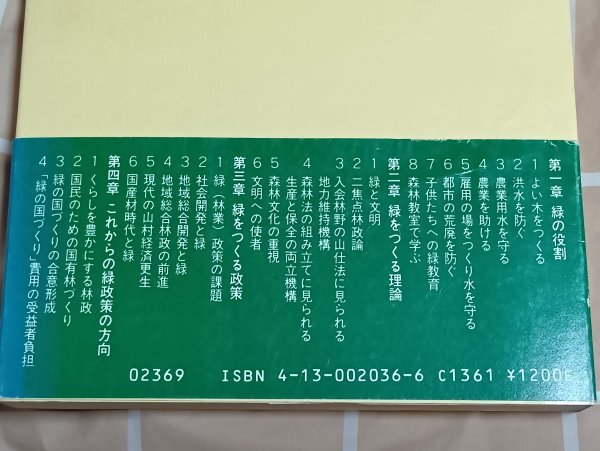 第一章 緑の役割
1 よい木をつくる
2 洪水を防ぐ
3 農業用水を守る
4 農業を助ける
5 雇用の場をつくり水を守る
6 都市の荒廃を防ぐ
7 子供たちへの緑教育
8 森林教室で学ぶ
第二章 緑をつくる理論
1 緑と文明
2 二焦点林政論
3 入会林野の山仕法に見られる
地力維持機構
4 森林法の組み立てに見られる
生産と保全の両立機構
5 森林文化の重視
6 文明への使者
第三章 緑をつくる政策
1 緑(林業)政策の課題
2 社会開発と緑
3 地域総合開発と緑
4 地域総合林政の前進
5 現代の山村経済更生
6 国産材時代と緑
第四章 これからの緑政策の方向
1 くらしを豊かにする林政
2 国民のための国有林づくり
3 緑の国づくりの合意形成
4 「緑の国づくり」費用の受益者負担
02369 ISBN 4-13-002036-6 C1361 ¥1200E